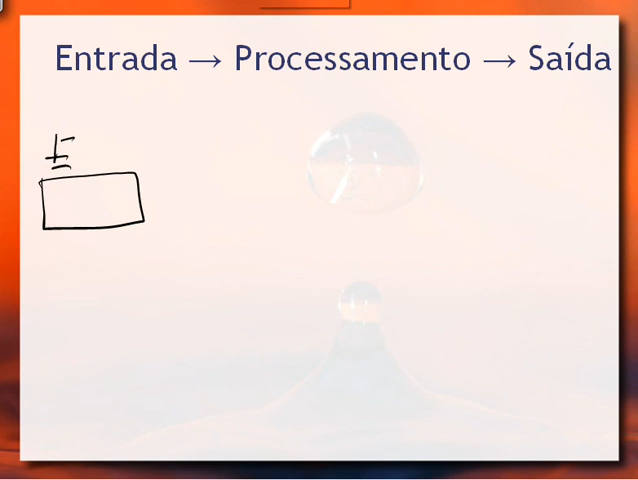 Entrada → Processamento → Saída
E